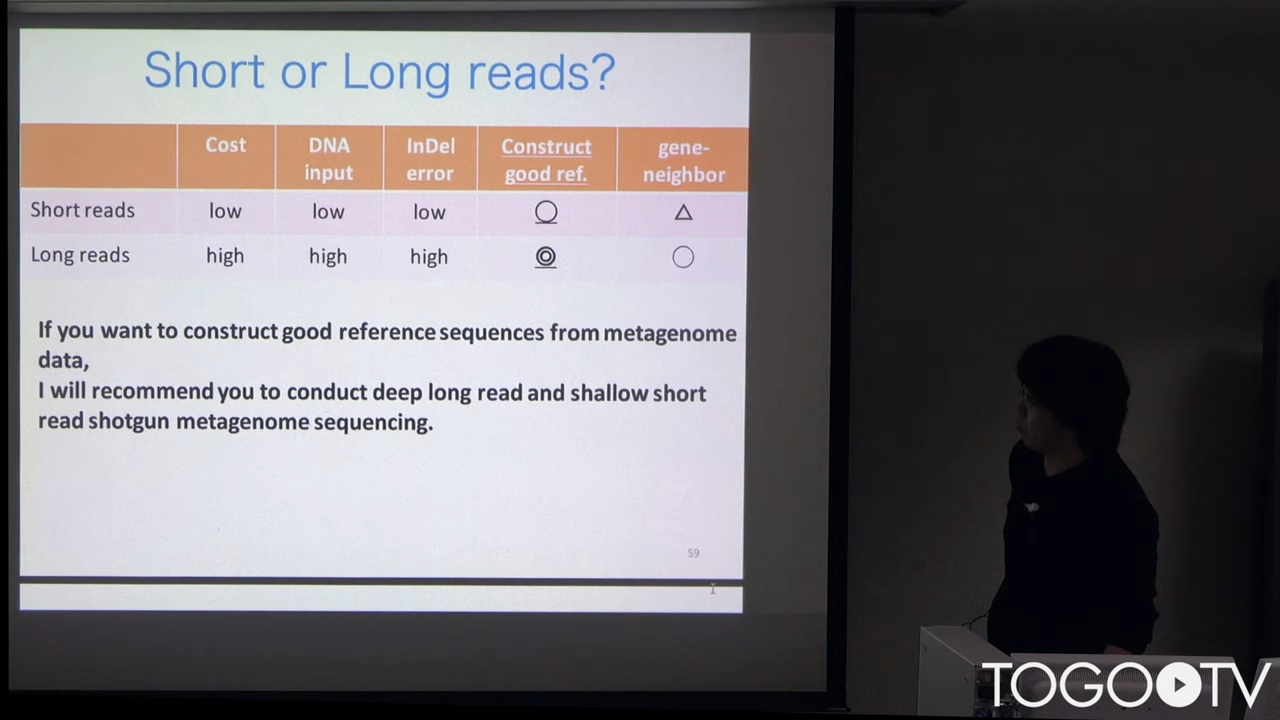 Short or Long reads?
Cost DNA input InDel error Construct good ref. gene-neighbor
Short reads low low low ○ △
Long reads high high high ◎ ○
If you want to construct good reference sequences from metagenome
data,
I will recommend you to conduct deep long read and shallow short
read shotgun metagenome sequencing.
59
TOGO TV